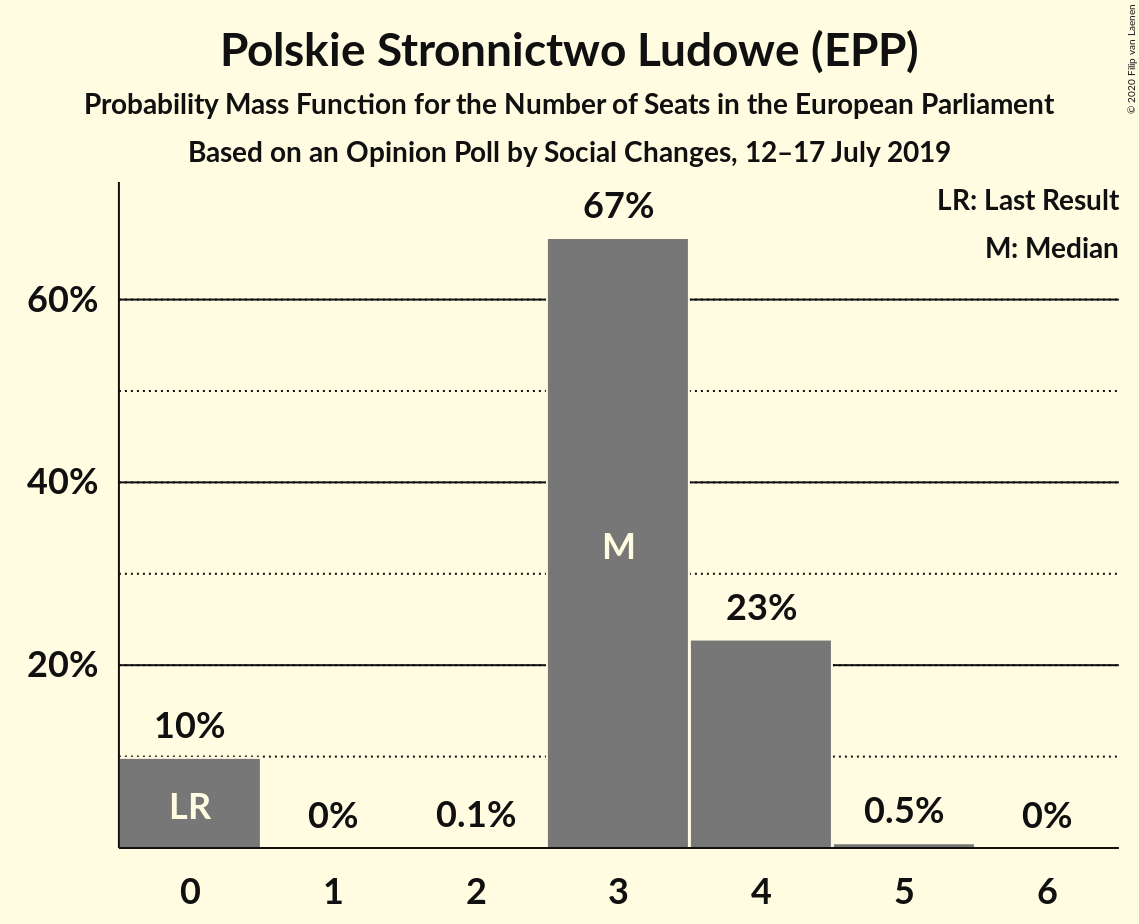 Polskie Stronnictwo Ludowe (EPP)
Probability Mass Function for the Number of Seats in the European Parliament
Based on an Opinion Poll by Social Changes, 12–17 July 2019
© 2020 Filip van Laenen
LR: Last Result
M: Median
67%
60%
40%
M
23%
20%
10%
LR
0%
0.1%
0.5%
0%
0 1 2 3 4 5 6